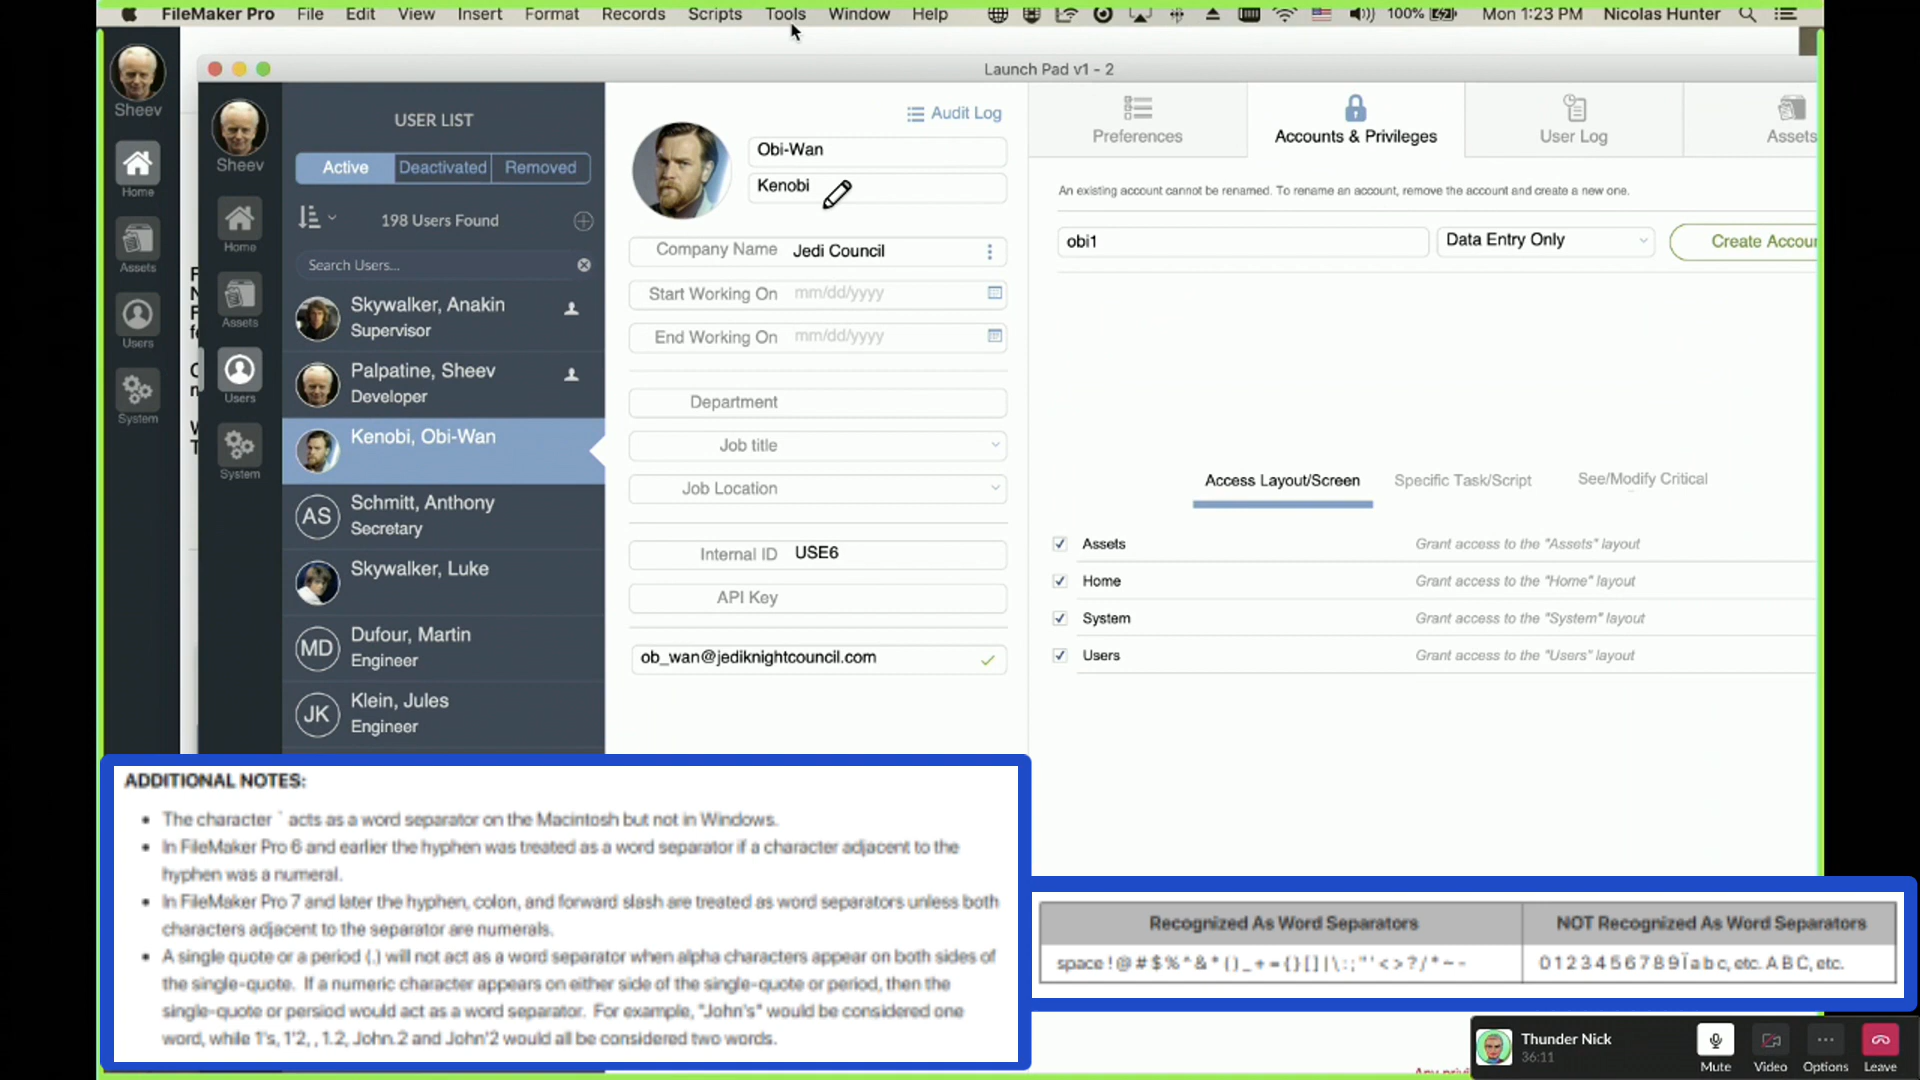 FileMaker Pro File Edit View Insert Format Records Scripts Tools Window Help 100% Mon 1:23 PM Nicolas Hunter
Launch Pad v1 - 2
Sheev
Home
Assets
Users
System
Sheev
Home
Assets
Users
System
USER LIST
Active Deactivated Removed
198 Users Found
Search Users...
Skywalker, Anakin
Supervisor
Palpatine, Sheev
Developer
Kenobi, Obi-Wan
AS
Schmitt, Anthony
Secretary
Skywalker, Luke
MD
Dufour, Martin
Engineer
JK
Klein, Jules
Engineer
Audit Log
Obi-Wan
Kenobi
Company Name Jedi Council
Start Working On mm/dd/yyyy
End Working On mm/dd/yyyy
Department
Job title
Job Location
Internal ID USE6
API Key
ob_wan@jediknightcouncil.com
Preferences Accounts & Privileges User Log Assets
An existing account cannot be renamed. To rename an account, remove the account and create a new one.
obi1 Data Entry Only Create Accou
Access Layout/Screen Specific Task/Script See/Modify Critical
Assets Grant access to the "Assets" layout
Home Grant access to the "Home" layout
System Grant access to the "System" layout
Users Grant access to the "Users" layout
ADDITIONAL NOTES:
• The character ` acts as a word separator on the Macintosh but not in Windows.
• In FileMaker Pro 6 and earlier the hyphen was treated as a word separator if a character adjacent to the
hyphen was a numeral.
• In FileMaker Pro 7 and later the hyphen, colon, and forward slash are treated as word separators unless both
characters adjacent to the separator are numerals.
• A single quote or a period (.) will not act as a word separator when alpha characters appear on both sides of
the single-quote. If a numeric character appears on either side of the single-quote or period, then the
single-quote or persiod would act as a word separator. For example, "John's" would be considered one
word, while 1's, 1'2, , 1.2, John.2 and John'2 would all be considered two words.
Recognized As Word Separators NOT Recognized As Word Separators
space ! @ # $ % ^ & * ( ) _ + = { } [ ] | \ : ; " ' < > ? / * ~ - 0 1 2 3 4 5 6 7 8 9 a b c, etc. A B C, etc.
Thunder Nick
36:11
Mute Video Options Leave